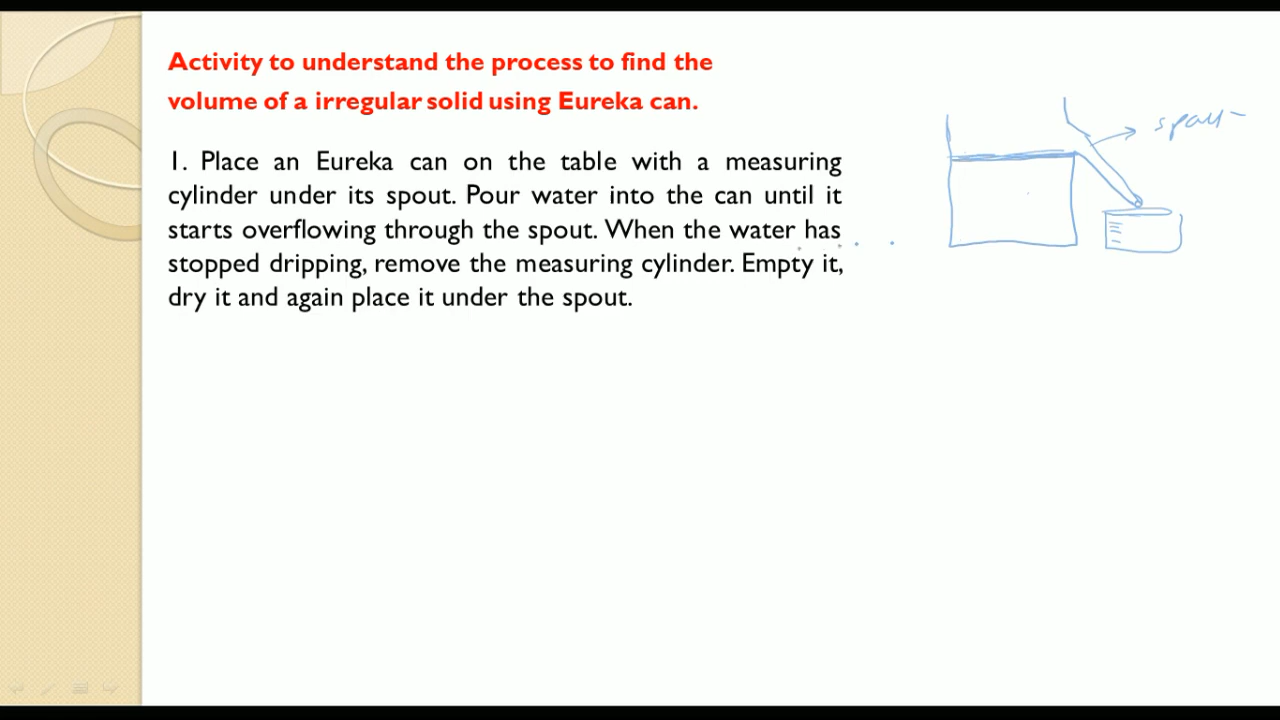 Activity to understand the process to find the
volume of a irregular solid using Eureka can.
1. Place an Eureka can on the table with a measuring
cylinder under its spout. Pour water into the can until it
starts overflowing through the spout. When the water has
stopped dripping, remove the measuring cylinder. Empty it,
dry it and again place it under the spout.
spout